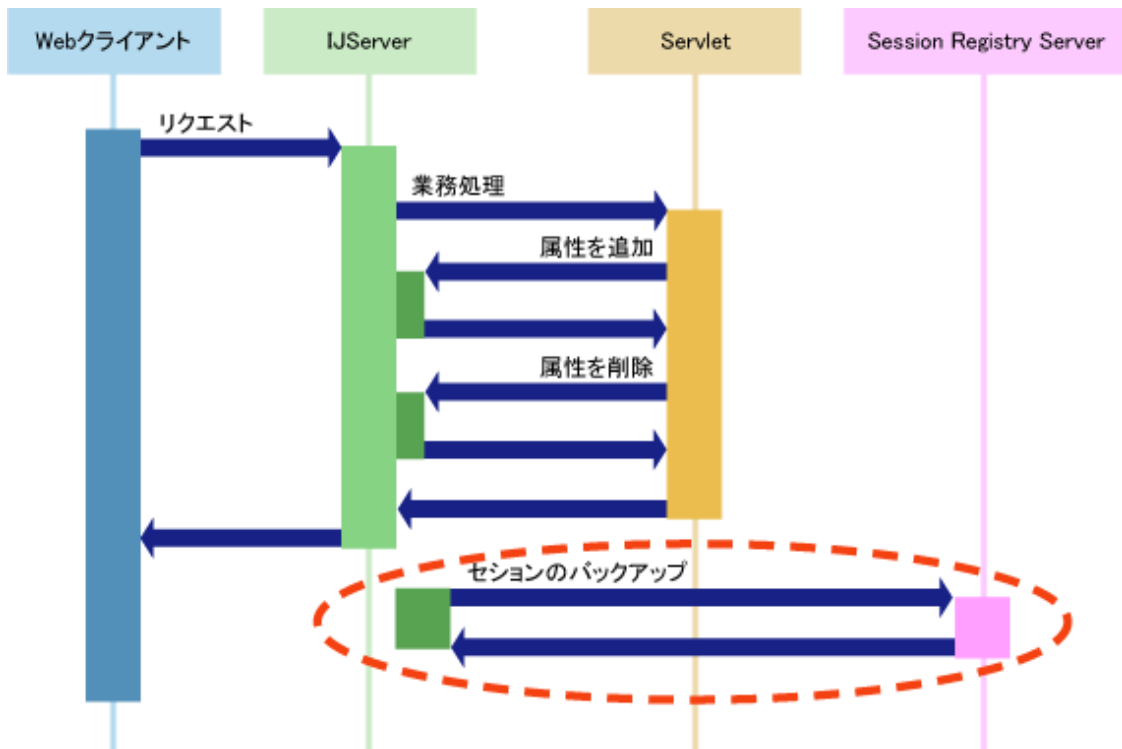 Webクライアント
IJServer
Servlet
Session Registry Server
リクエスト
業務処理
属性を追加
属性を削除
セションのバックアップ